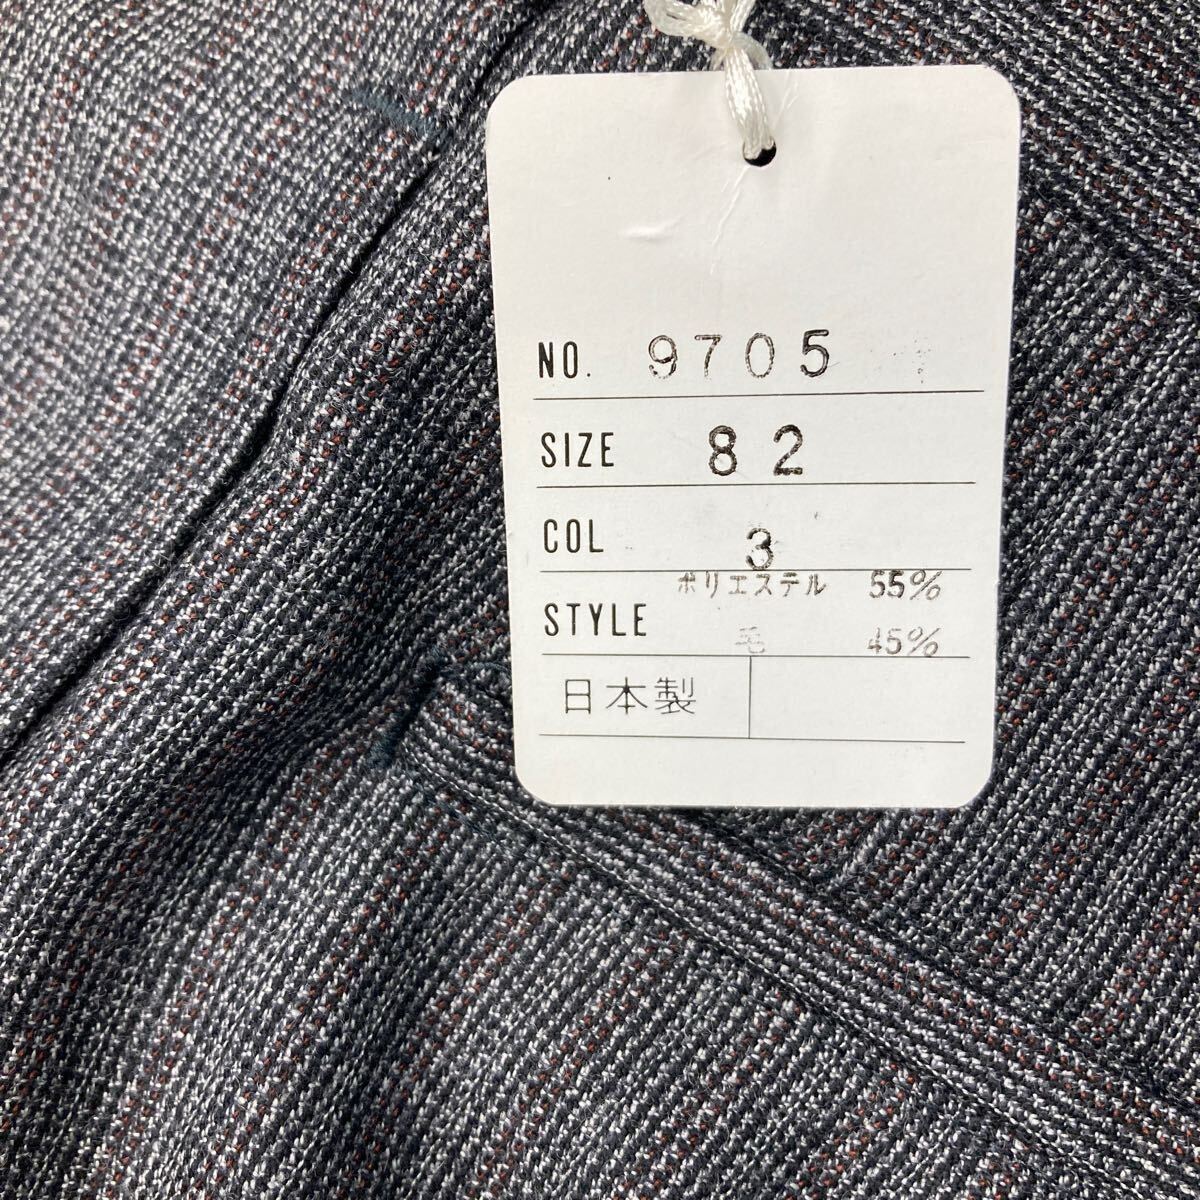 NO. 9705
SIZE 82
COL 3
ポリエステル 55%
STYLE 毛 45%
日本製